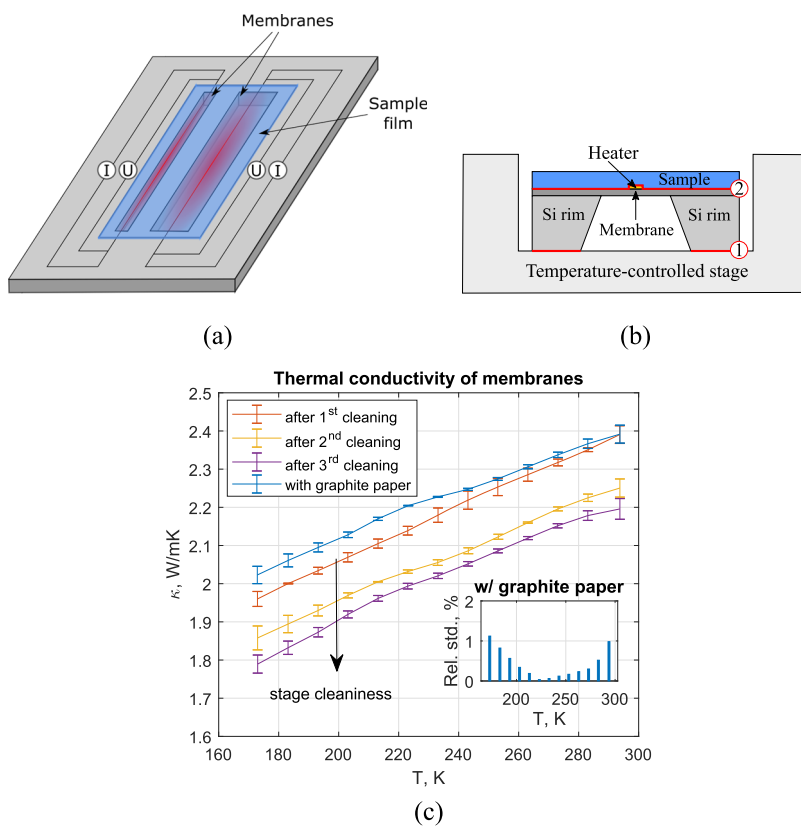 Membranes
Sample
film
I U U I
(a)
Heater
Sample
2
Si rim
Si rim
Membrane
1
Temperature-controlled stage
(b)
Thermal conductivity of membranes
2.5
2.4
2.3
2.2
2.1
2
1.9
1.8
1.7
1.6
κ, W/mK
after 1st cleaning
after 2nd cleaning
after 3rd cleaning
with graphite paper
stage cleaniness
w/ graphite paper
2
1
0
Rel. std., %
200 250 300
T, K
160 180 200 220 240 260 280 300
T, K
(c)